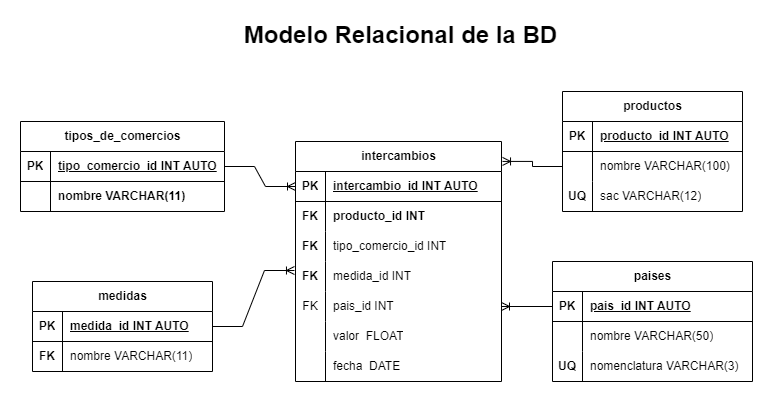 Modelo Relacional de la BD
tipos_de_comercios
PK tipo_comercio_id INT AUTO
nombre VARCHAR(11)
medidas
PK medida_id INT AUTO
FK nombre VARCHAR(11)
intercambios
PK intercambio_id INT AUTO
FK producto_id INT
FK tipo_comercio_id INT
FK medida_id INT
FK pais_id INT
valor FLOAT
fecha DATE
productos
PK producto_id INT AUTO
nombre VARCHAR(100)
UQ sac VARCHAR(12)
paises
PK pais_id INT AUTO
nombre VARCHAR(50)
UQ nomenclatura VARCHAR(3)